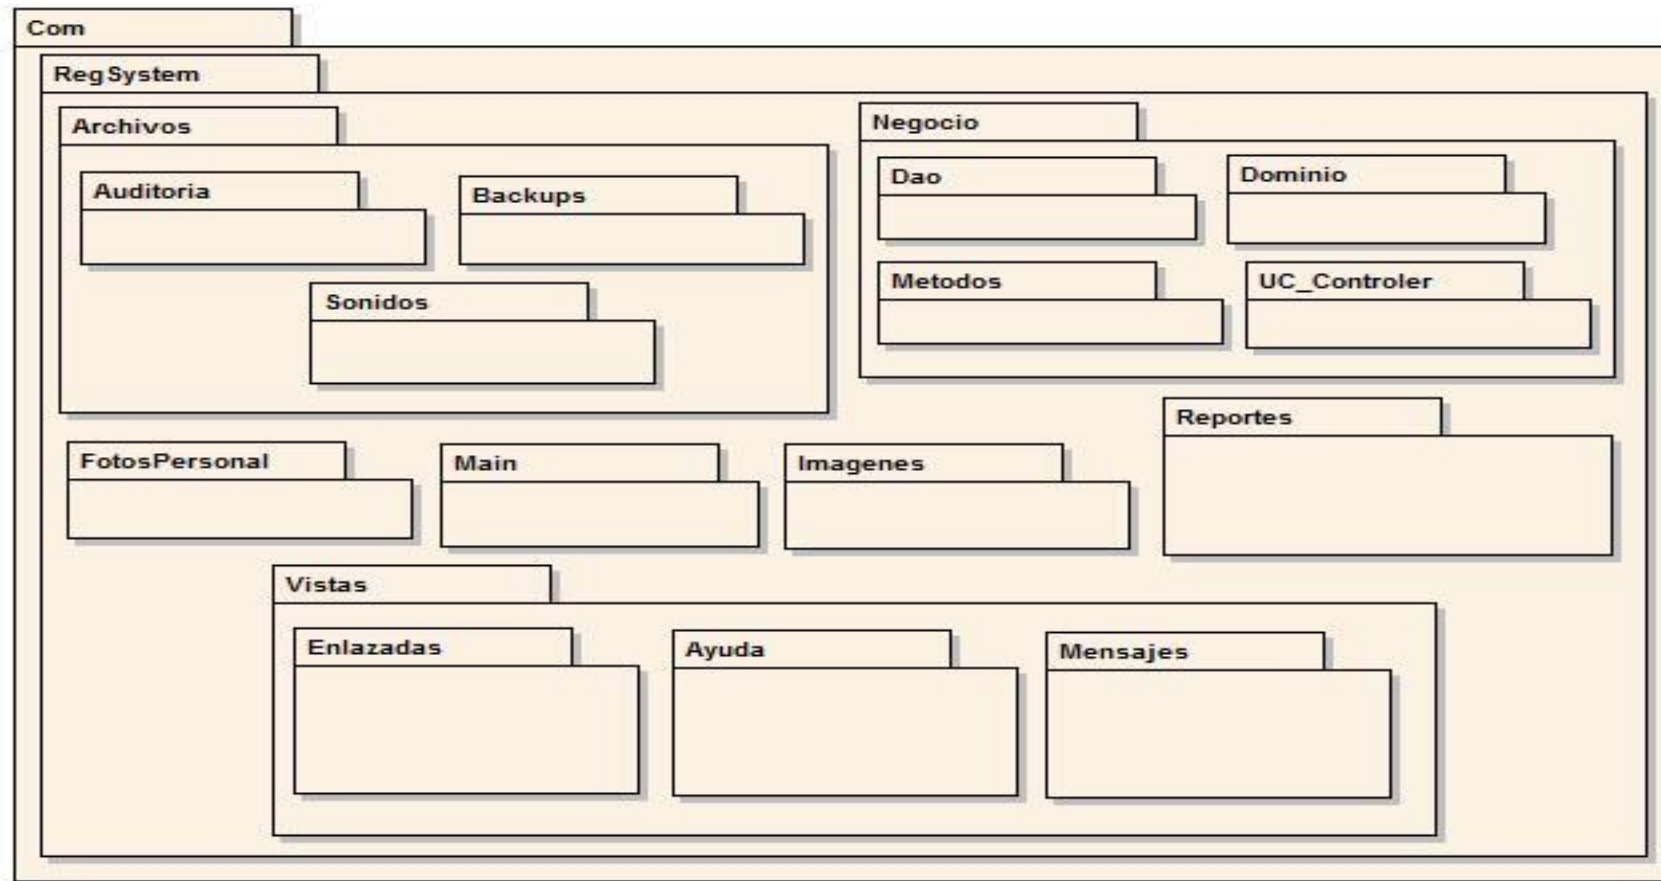 Com
RegSystem
Archivos
Negocio
Auditoria
Backups
Sonidos
Dao
Dominio
Metodos
UC_Controler
FotosPersonal
Main
Imagenes
Reportes
Vistas
Enlazadas
Ayuda
Mensajes